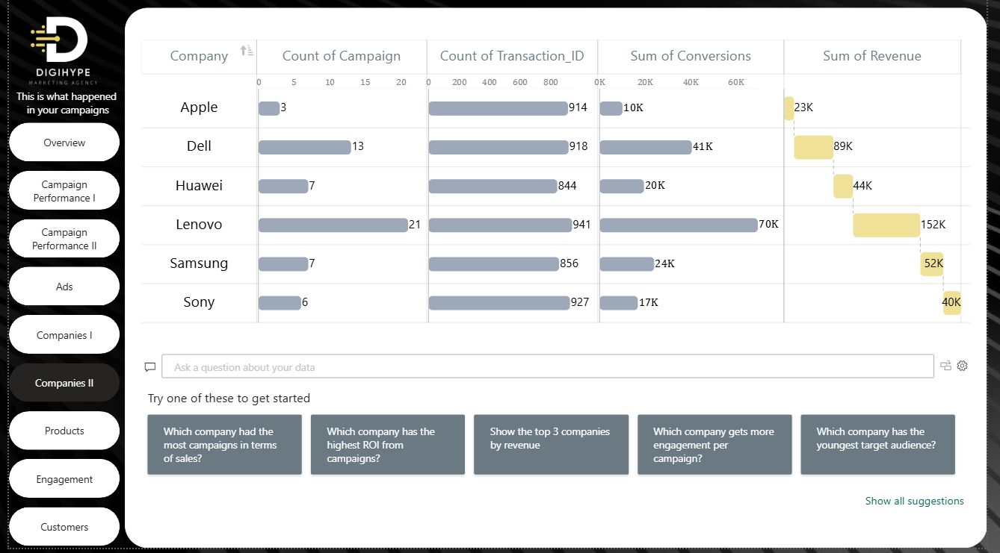 DIGIHYPE
MARKETING AGENCY
This is what happened
in your campaigns
Overview
Campaign
Performance I
Campaign
Performance II
Ads
Companies I
Companies II
Products
Engagement
Customers
Company Count of Campaign Count of Transaction_ID Sum of Conversions Sum of Revenue
0 5 10 15 20 0 200 400 600 800 0K 20K 40K 60K
Apple 3 914 10K 23K
Dell 13 918 41K 89K
Huawei 7 844 20K 44K
Lenovo 21 941 70K 152K
Samsung 7 856 24K 52K
Sony 6 927 17K 40K
Ask a question about your data
Try one of these to get started
Which company had the
most campaigns in terms
of sales?
Which company has the
highest ROI from
campaigns?
Show the top 3 companies
by revenue
Which company gets more
engagement per
campaign?
Which company has the
youngest target audience?
Show all suggestions